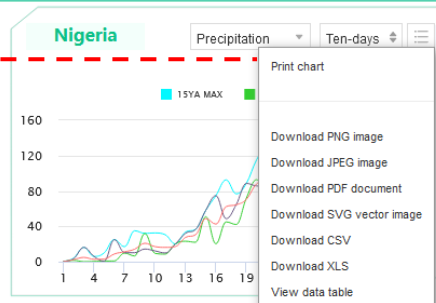 Nigeria
Precipitation
Ten-days
Print chart
15YA MAX
160
Download PNG image
120
Download JPEG image
Download PDF document
80
Download SVG vector image
40
Download CSV
0
Download XLS
1 4 7 10 13 16 19
View data table